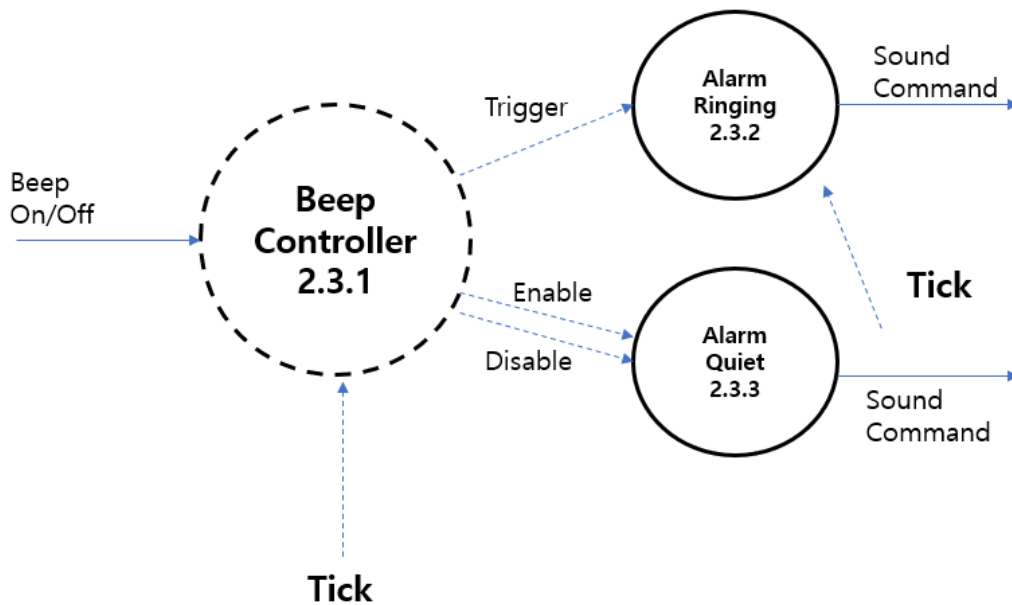 Beep
On/Off
Beep
Controller
2.3.1
Trigger
Enable
Disable
Tick
Alarm
Ringing
2.3.2
Sound
Command
Tick
Alarm
Quiet
2.3.3
Sound
Command